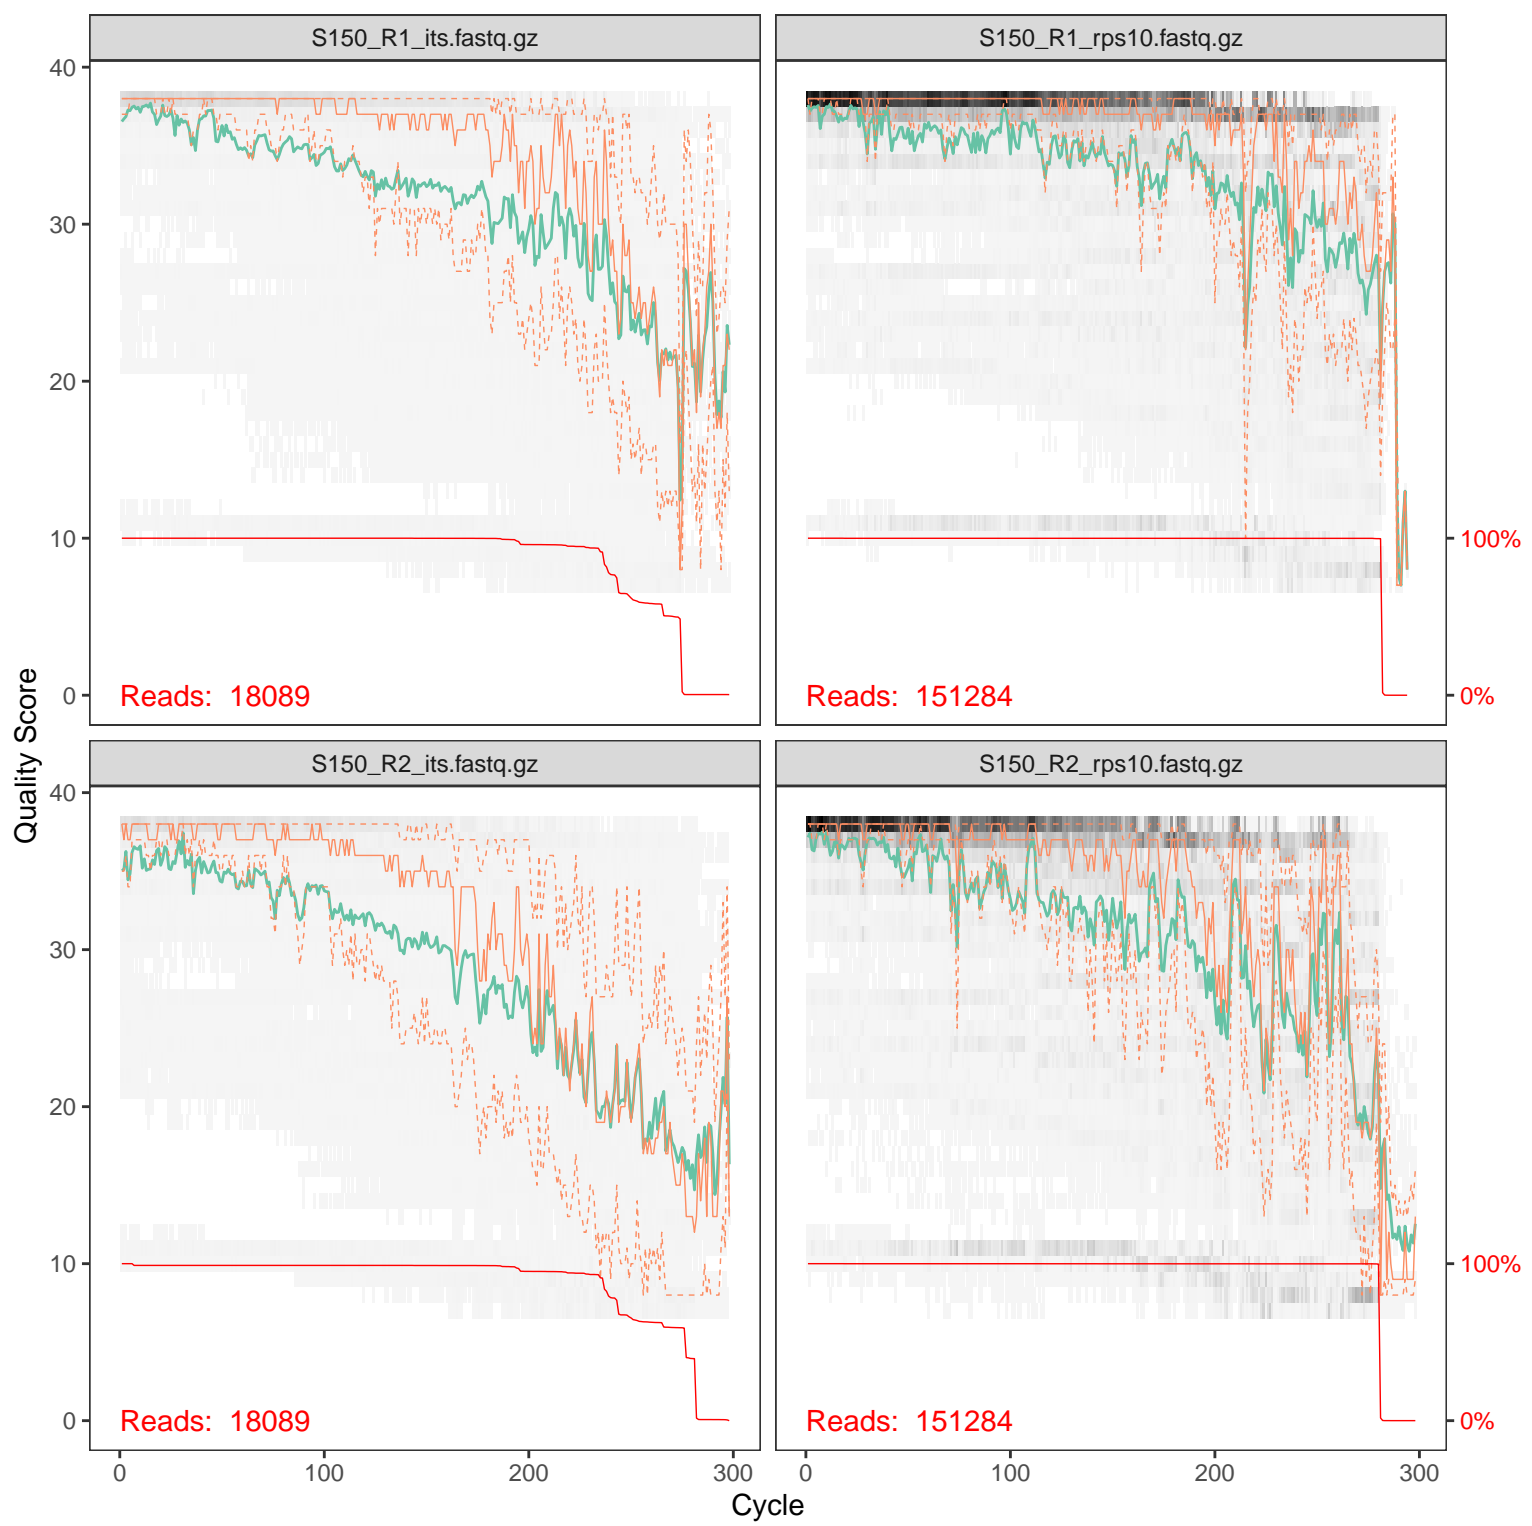 S150_R1_its.fastq.gz
S150_R1_rps10.fastq.gz
40
30
20
10
0
Reads: 18089
Reads: 151284
100%
0%
Quality Score
S150_R2_its.fastq.gz
S150_R2_rps10.fastq.gz
40
30
20
10
0
Reads: 18089
Reads: 151284
100%
0%
0 100 200 300
0 100 200 300
Cycle